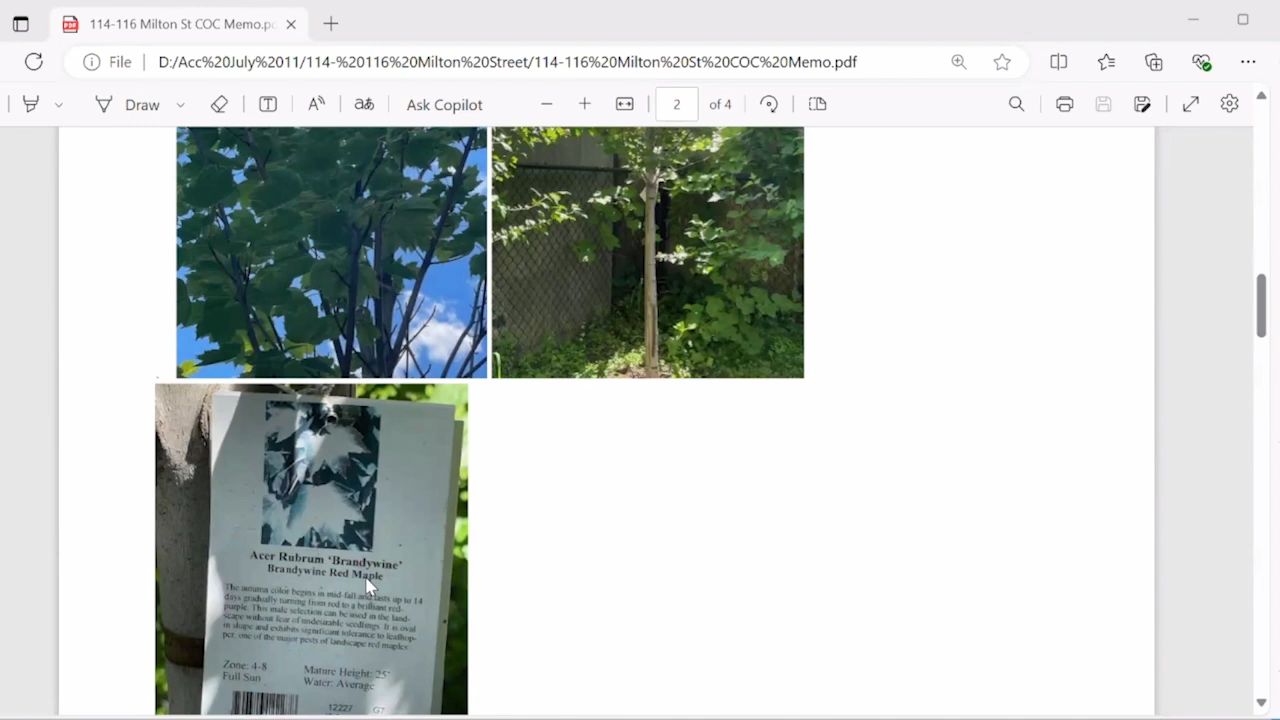 114-116 Milton St COC Memo.pd
File
D:/Acc%20July%2011/114-%20116%20Milton%20Street/114-116%20Milton%20St%20COC%20Memo.pdf
Draw
Ask Copilot
2 of 4
Acer Rubrum 'Brandywine'
Brandywine Red Maple
The autumn color begins in mid-fall and lasts up to 14
days gradually turning from red to a brilliant red-
purple. This male selection can be used in the land-
scape without fear of undesirable seedlings. It is oval
in shape and exhibits significant tolerance to leafhop-
per, one of the major pests of landscape red maples
Zone: 4-8 Mature Height: 25'
Full Sun Water: Average
12227 G7